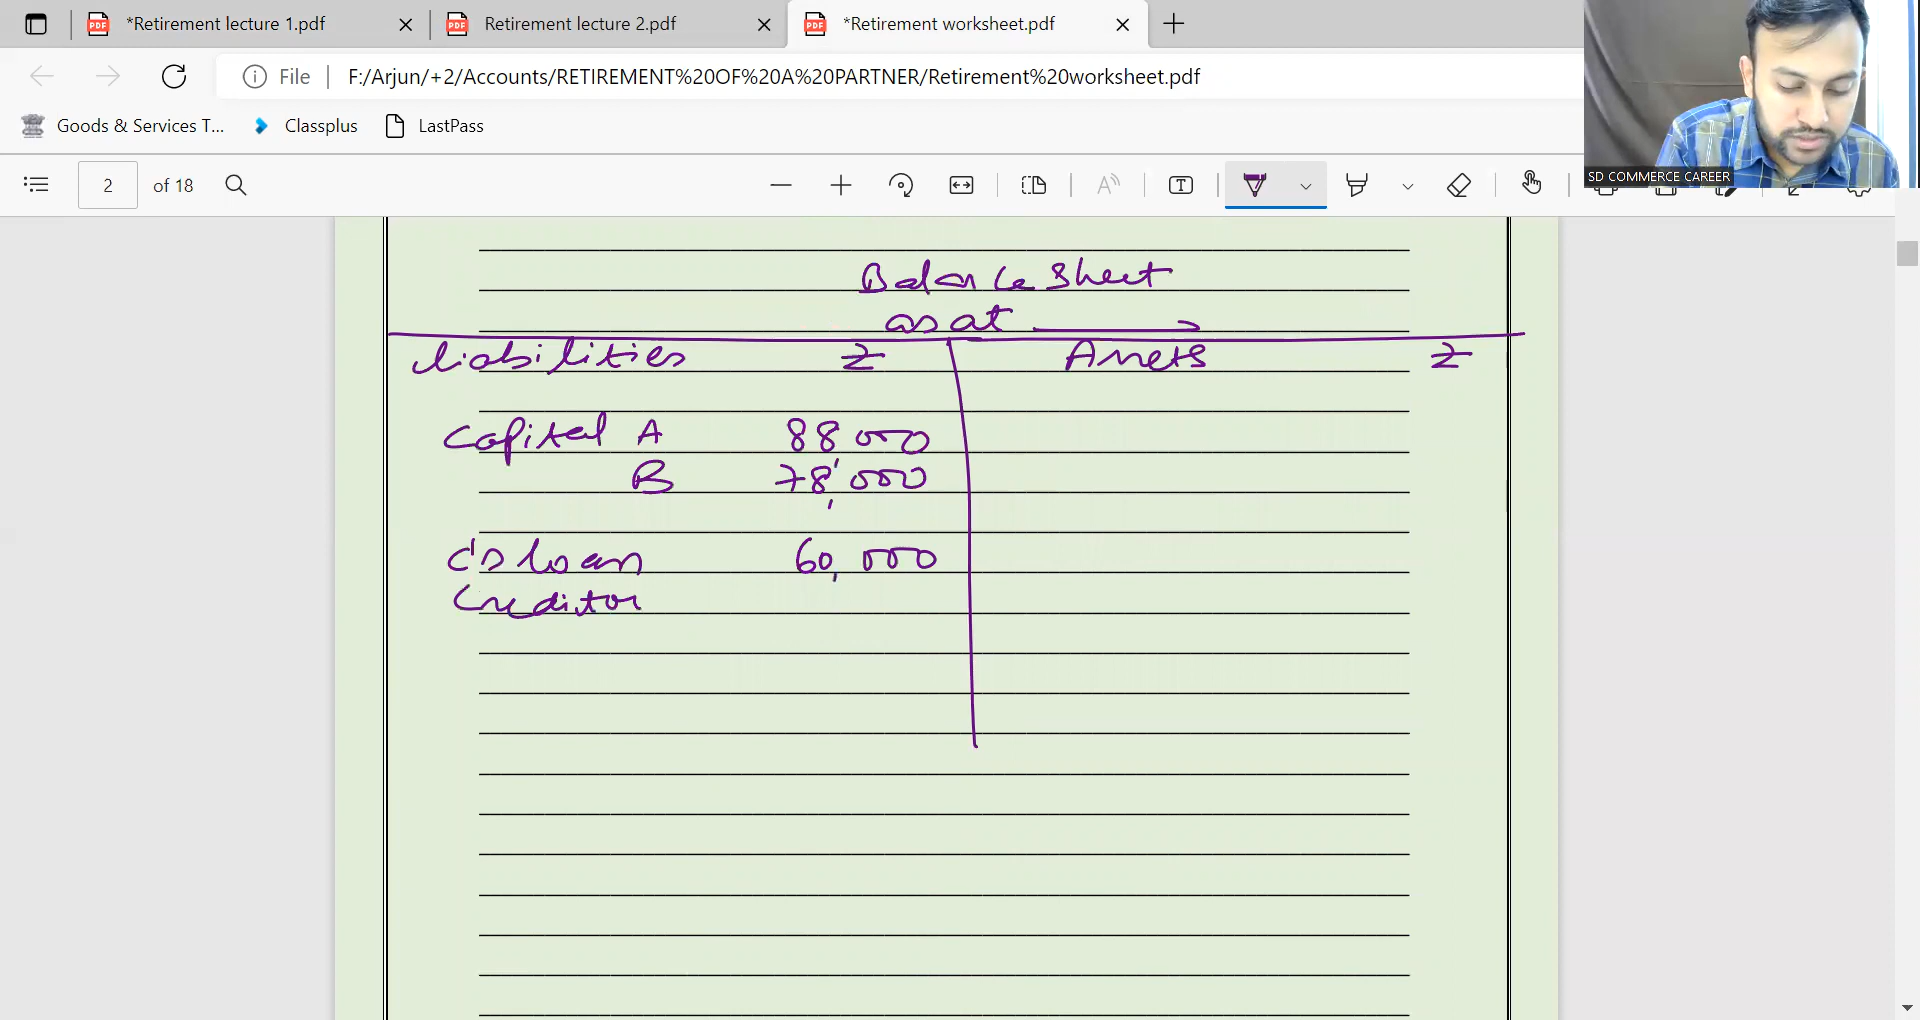 *Retirement lecture 1.pdf
Retirement lecture 2.pdf
*Retirement worksheet.pdf
File
F:/Arjun/+2/Accounts/RETIREMENT%20OF%20A%20PARTNER/Retirement%20worksheet.pdf
Goods & Services T...
Classplus
LastPass
2 of 18
SD COMMERCE CAREER
Balance Sheet
as at
Liabilities ₹ Assets ₹
Capital A 88,000
B 78,000
C's loan 60,000
Creditor